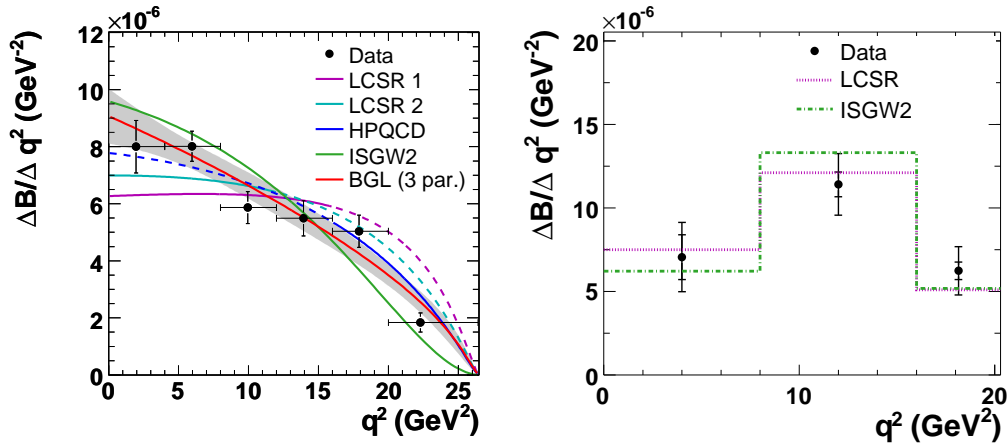 ×10⁻⁶
ΔB/Δ q² (GeV⁻²)
12
10
8
6
4
2
0
Data
LCSR 1
LCSR 2
HPQCD
ISGW2
BGL (3 par.)
0 5 10 15 20 25
q² (GeV²)
×10⁻⁶
ΔB/Δ q² (GeV⁻²)
20
15
10
5
0
Data
LCSR
ISGW2
0 10 20
q² (GeV²)